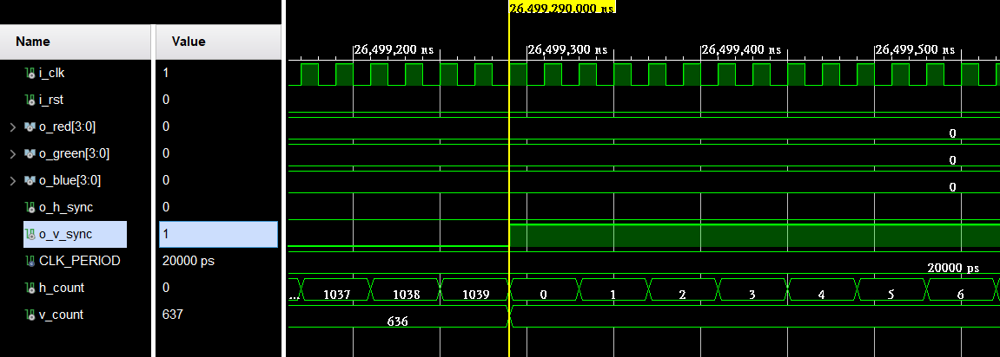 26,499,290.000 ns
Name Value
26,499,200 ns 26,499,300 ns 26,499,400 ns 26,499,500 ns
i_clk 1
i_rst 0
o_red[3:0] 0 0
o_green[3:0] 0 0
o_blue[3:0] 0 0
o_h_sync 0
o_v_sync 1
CLK_PERIOD 20000 ps 20000 ps
h_count 0 ... 1037 1038 1039 0 1 2 3 4 5 6
v_count 637 636